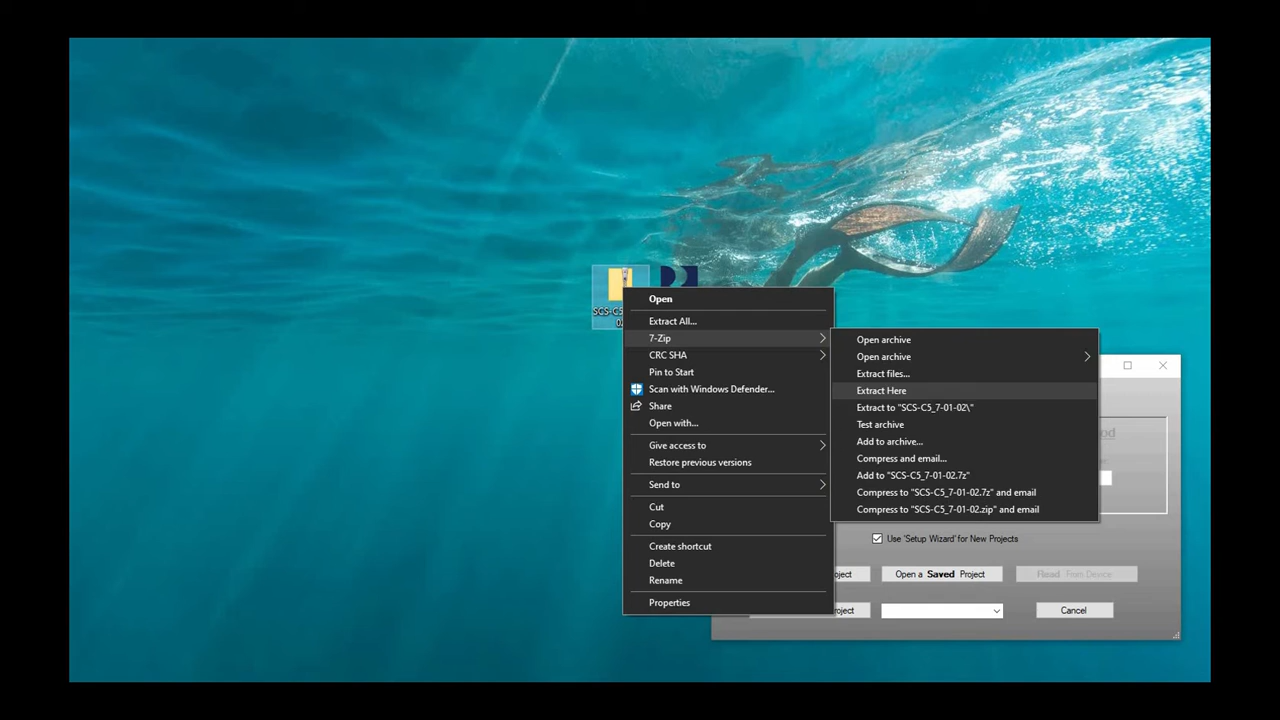 SCS-C5
02
Open
Extract All...
7-Zip
CRC SHA
Pin to Start
Scan with Windows Defender...
Share
Open with...
Give access to
Restore previous versions
Send to
Cut
Copy
Create shortcut
Delete
Rename
Properties
Open archive
Open archive
Extract files...
Extract Here
Extract to "SCS-C5_7-01-02\"
Test archive
Add to archive...
Compress and email...
Add to "SCS-C5_7-01-02.7z"
Compress to "SCS-C5_7-01-02.7z" and email
Compress to "SCS-C5_7-01-02.zip" and email
Use 'Setup Wizard' for New Projects
Open a Saved Project
Read From Device
Cancel